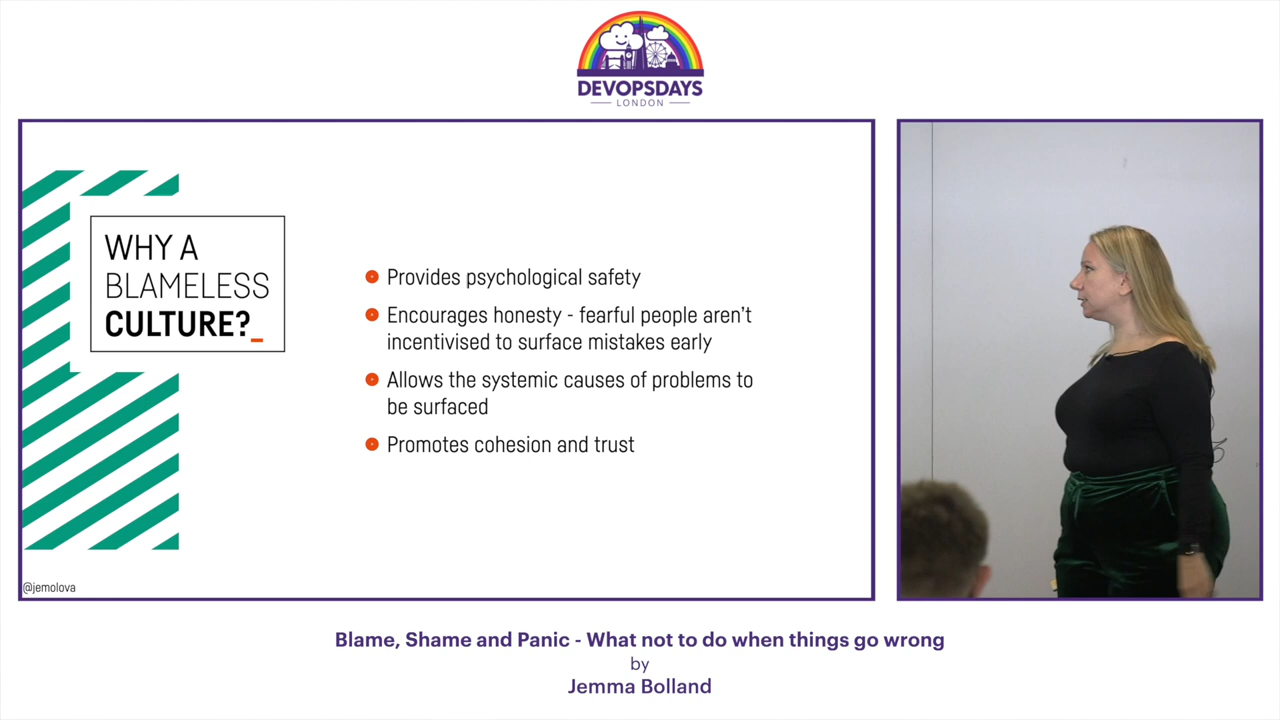 DEVOPSDAYS
LONDON
WHY A
BLAMELESS
CULTURE?_
Provides psychological safety
Encourages honesty - fearful people aren't
incentivised to surface mistakes early
Allows the systemic causes of problems to
be surfaced
Promotes cohesion and trust
@jemolova
Blame, Shame and Panic - What not to do when things go wrong
by
Jemma Bolland